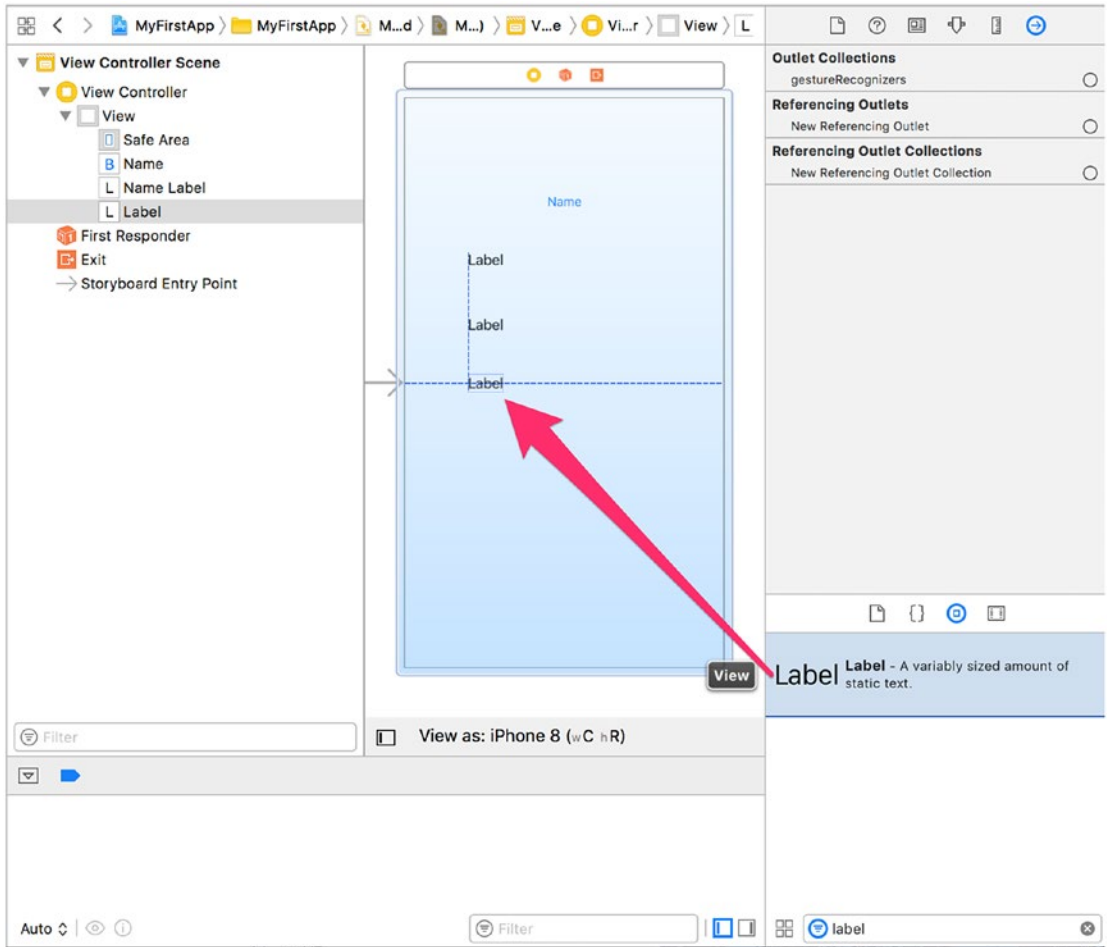 MyFirstApp MyFirstApp M...d M...) V...e Vi...r View L
View Controller Scene
View Controller
View
Safe Area
B Name
L Name Label
L Label
First Responder
Exit
Storyboard Entry Point
Filter
Name
Label
Label
Label
View
View as: iPhone 8 (wC hR)
Outlet Collections
gestureRecognizers
Referencing Outlets
New Referencing Outlet
Referencing Outlet Collections
New Referencing Outlet Collection
{}
Label Label - A variably sized amount of
static text.
Auto
Filter
label